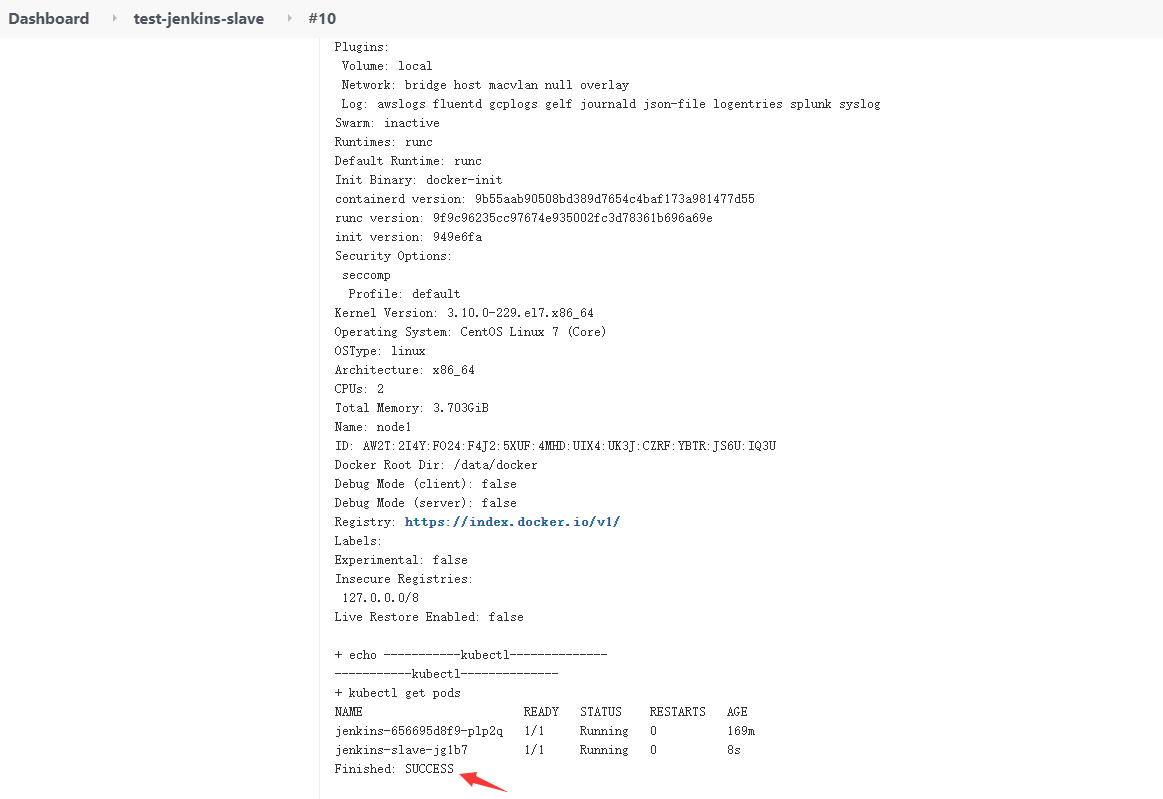 Dashboard test-jenkins-slave #10
Plugins:
Volume: local
Network: bridge host macvlan null overlay
Log: awslogs fluentd gcplogs gelf journald json-file logentries splunk syslog
Swarm: inactive
Runtimes: runc
Default Runtime: runc
Init Binary: docker-init
containerd version: 9b55aab90508bd389d7654c4baf173a981477d55
runc version: 9f9c96235cc97674e935002fc3d78361b696a69e
init version: 949e6fa
Security Options:
seccomp
Profile: default
Kernel Version: 3.10.0-229.el7.x86_64
Operating System: CentOS Linux 7 (Core)
OSType: linux
Architecture: x86_64
CPUs: 2
Total Memory: 3.703GiB
Name: node1
ID: AW2T:2I4Y:FO24:F4J2:5XUF:4MHD:UIX4:UK3J:CZRF:YBTR:JS6U:IQ3U
Docker Root Dir: /data/docker
Debug Mode (client): false
Debug Mode (server): false
Registry: https://index.docker.io/v1/
Labels:
Experimental: false
Insecure Registries:
127.0.0.0/8
Live Restore Enabled: false
+ echo -----------kubectl--------------
-----------kubectl--------------
+ kubectl get pods
NAME READY STATUS RESTARTS AGE
jenkins-656695d8f9-plp2q 1/1 Running 0 169m
jenkins-slave-jg1b7 1/1 Running 0 8s
Finished: SUCCESS